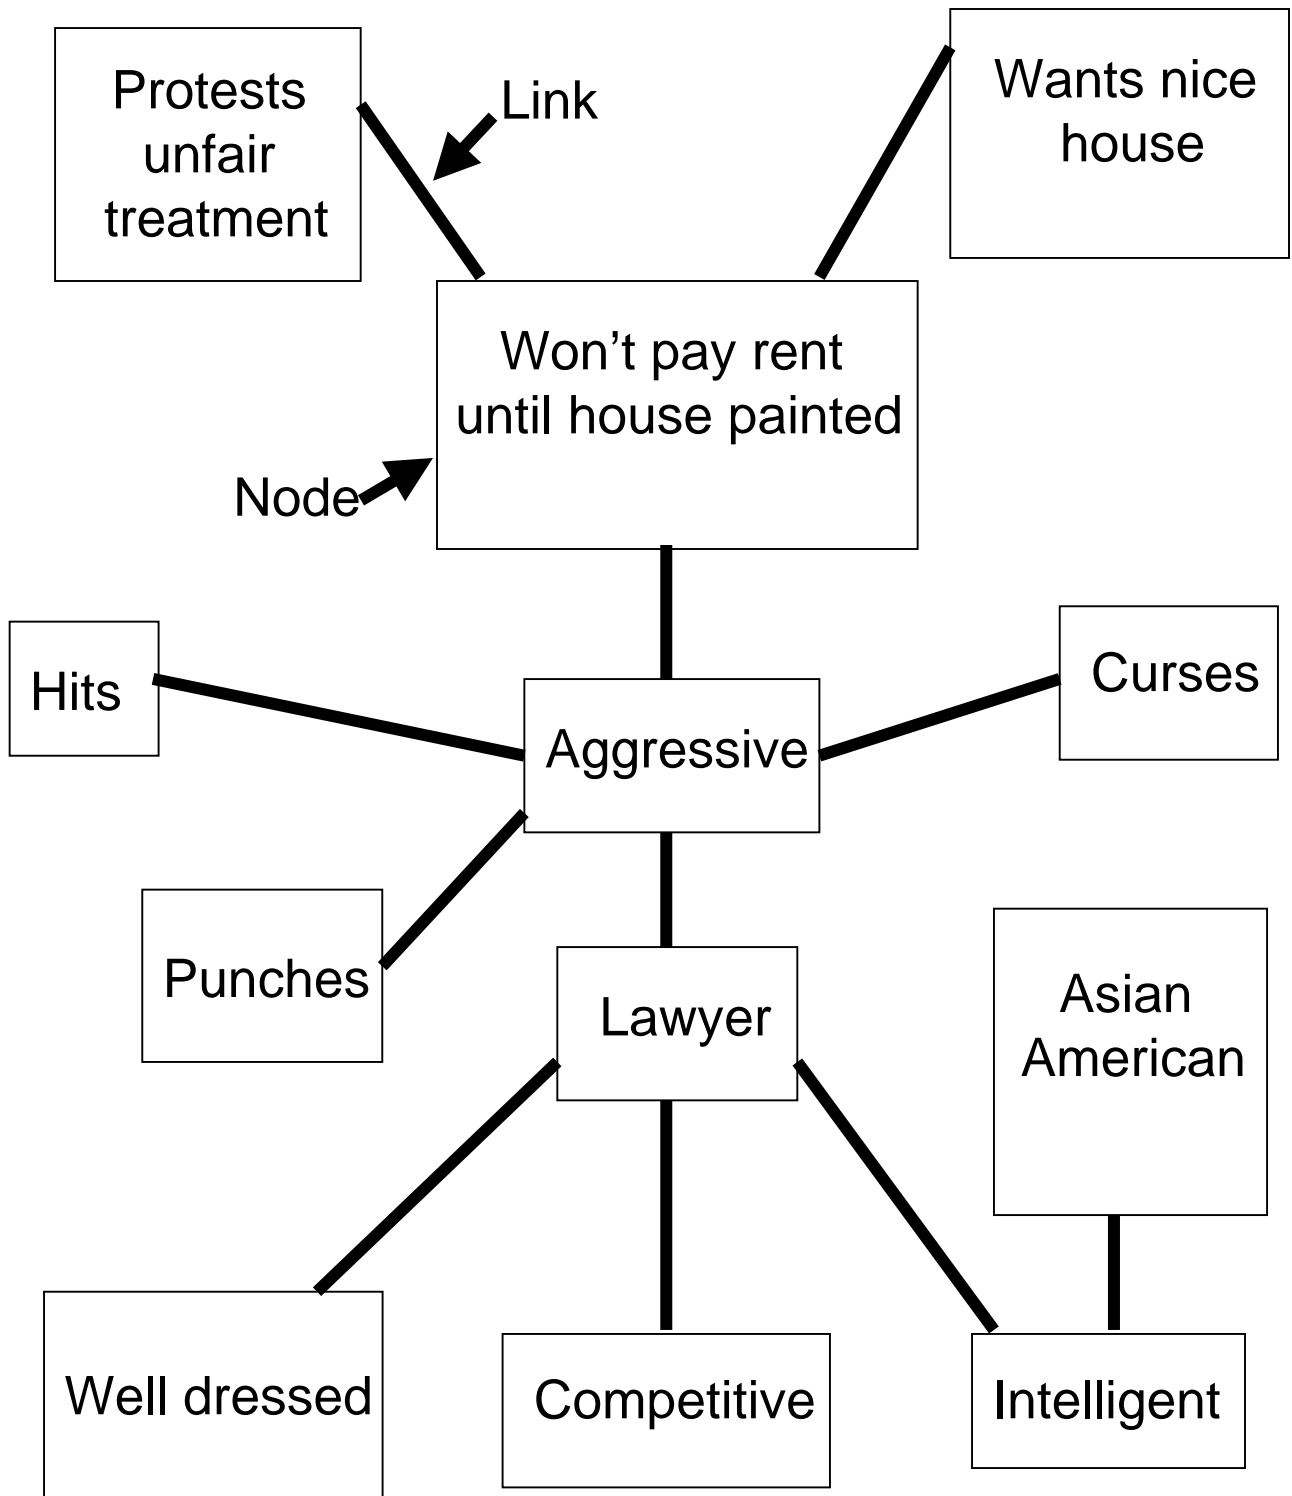 Protests
unfair
treatment
Link
Wants nice
house
Won’t pay rent
until house painted
Node
Hits
Aggressive
Curses
Punches
Lawyer
Asian
American
Well dressed
Competitive
Intelligent